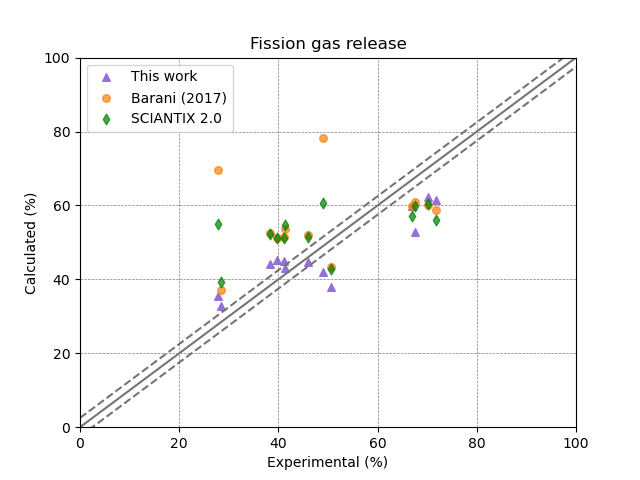 Fission gas release
This work
Barani (2017)
SCIANTIX 2.0
100
80
60
40
20
0
Calculated (%)
0 20 40 60 80 100
Experimental (%)